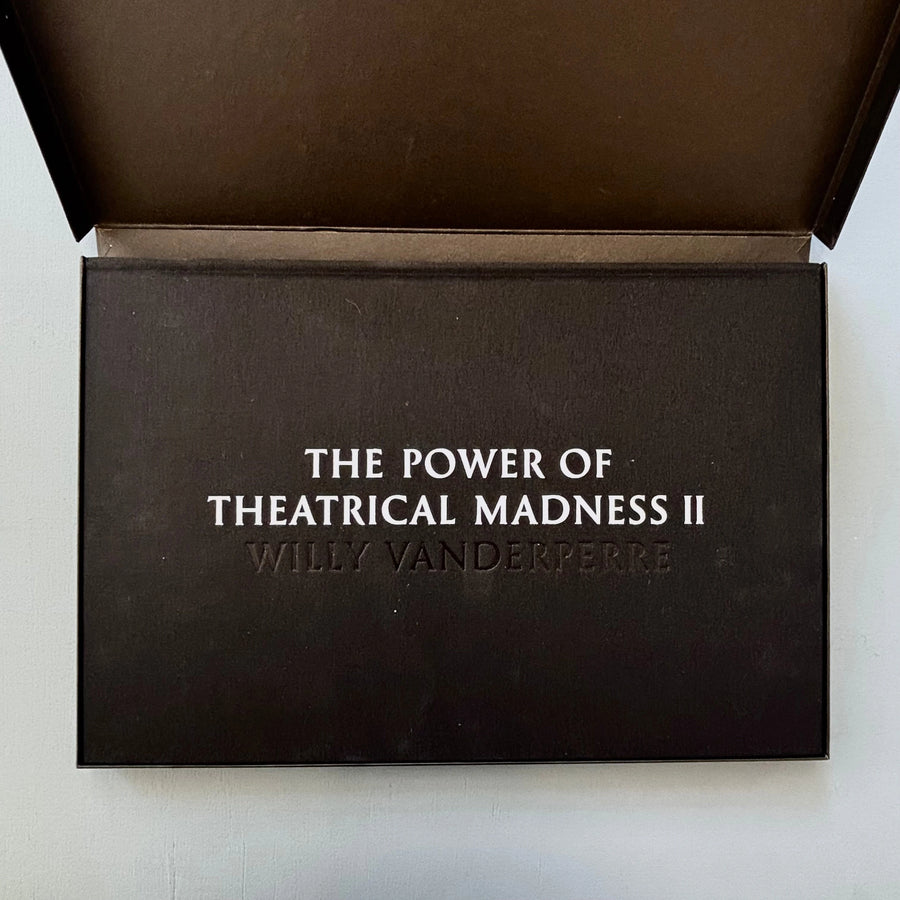 THE POWER OF
THEATRICAL MADNESS II
WILLY VANDERPERRE